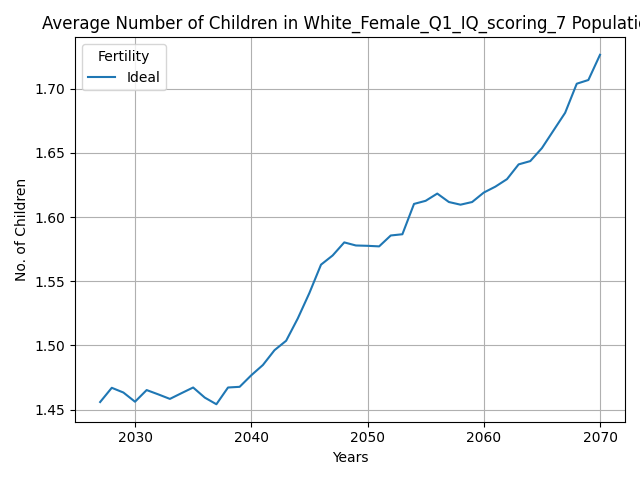 Average Number of Children in White_Female_Q1_IQ_scoring_7 Populatio
Fertility
Ideal
1.70
1.65
1.60
1.55
1.50
1.45
No. of Children
2030 2040 2050 2060 2070
Years